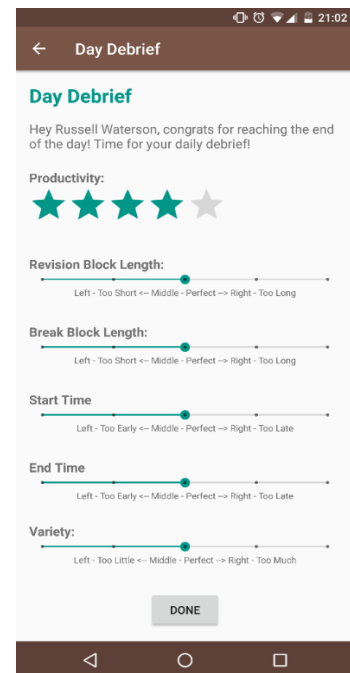 21:02
Day Debrief
Day Debrief
Hey Russell Waterson, congrats for reaching the end
of the day! Time for your daily debrief!
Productivity:
Revision Block Length:
Left - Too Short <-- Middle - Perfect --> Right - Too Long
Break Block Length:
Left - Too Short <-- Middle - Perfect --> Right - Too Long
Start Time
Left - Too Early <-- Middle - Perfect --> Right - Too Late
End Time
Left - Too Early <-- Middle - Perfect --> Right - Too Late
Variety:
Left - Too Little <-- Middle - Perfect --> Right - Too Much
DONE